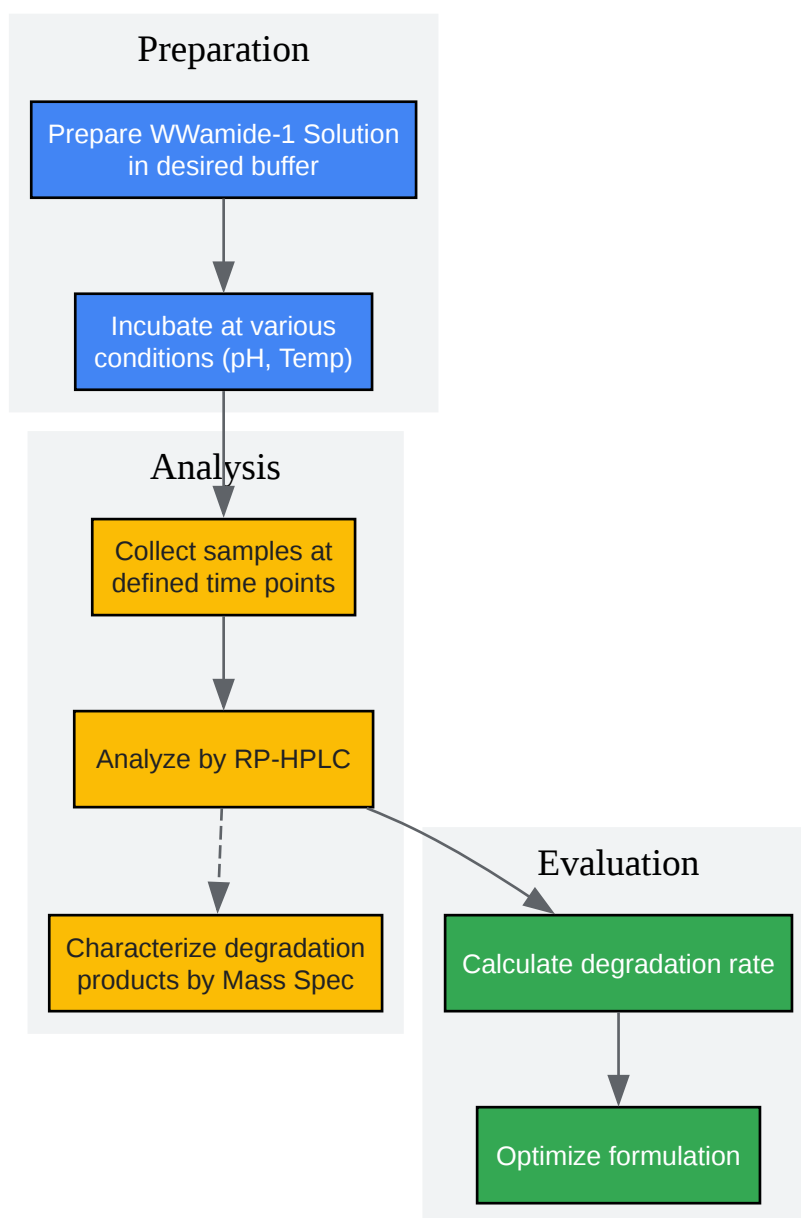 Preparation
Prepare WWamide-1 Solution
in desired buffer
Incubate at various
conditions (pH, Temp)
Analysis
Collect samples at
defined time points
Analyze by RP-HPLC
Characterize degradation
products by Mass Spec
Evaluation
Calculate degradation rate
Optimize formulation